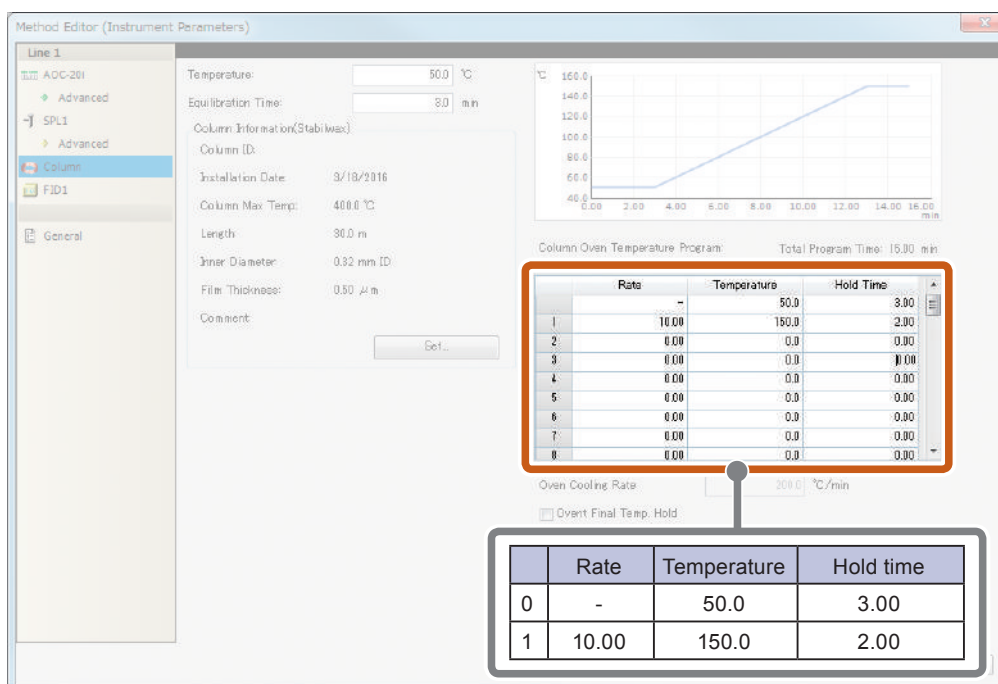 Method Editor (Instrument Parameters)
Line 1
AOC-20i
Advanced
SPL1
Advanced
Column
FID1
General
Temperature: 50.0 °C
Equilibration Time: 3.0 min
Column Information(Stabilwax)
Column ID:
Installation Date: 3/18/2016
Column Max Temp: 400.0 °C
Length: 30.0 m
Inner Diameter: 0.32 mm ID
Film Thickness: 0.50 μm
Comment:
Set...
°C
160.0
140.0
120.0
100.0
80.0
60.0
40.0
0.00 2.00 4.00 6.00 8.00 10.00 12.00 14.00 16.00
min
Column Oven Temperature Program: Total Program Time: 15.00 min
Rate Temperature Hold Time
- 50.0 3.00
1 10.00 150.0 2.00
2 0.00 0.0 0.00
3 0.00 0.0 0.00
4 0.00 0.0 0.00
5 0.00 0.0 0.00
6 0.00 0.0 0.00
7 0.00 0.0 0.00
8 0.00 0.0 0.00
Oven Cooling Rate 200.0 °C/min
Overt Final Temp. Hold
Rate Temperature Hold time
0 - 50.0 3.00
1 10.00 150.0 2.00